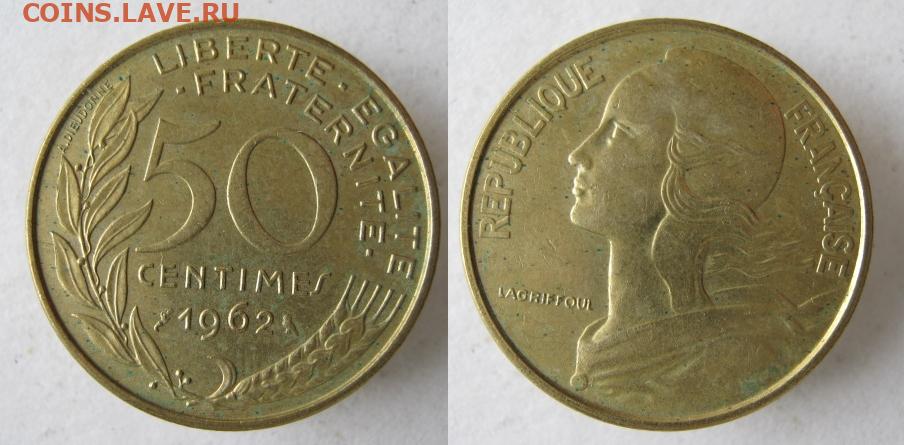 COINS.LAVE.RU
LIBERTE · EGALITE
· FRATERNITE ·
A.DIEUDONNE
50
CENTIMES
1962
REPUBLIQUE FRANÇAISE
LAGRIFFOUL